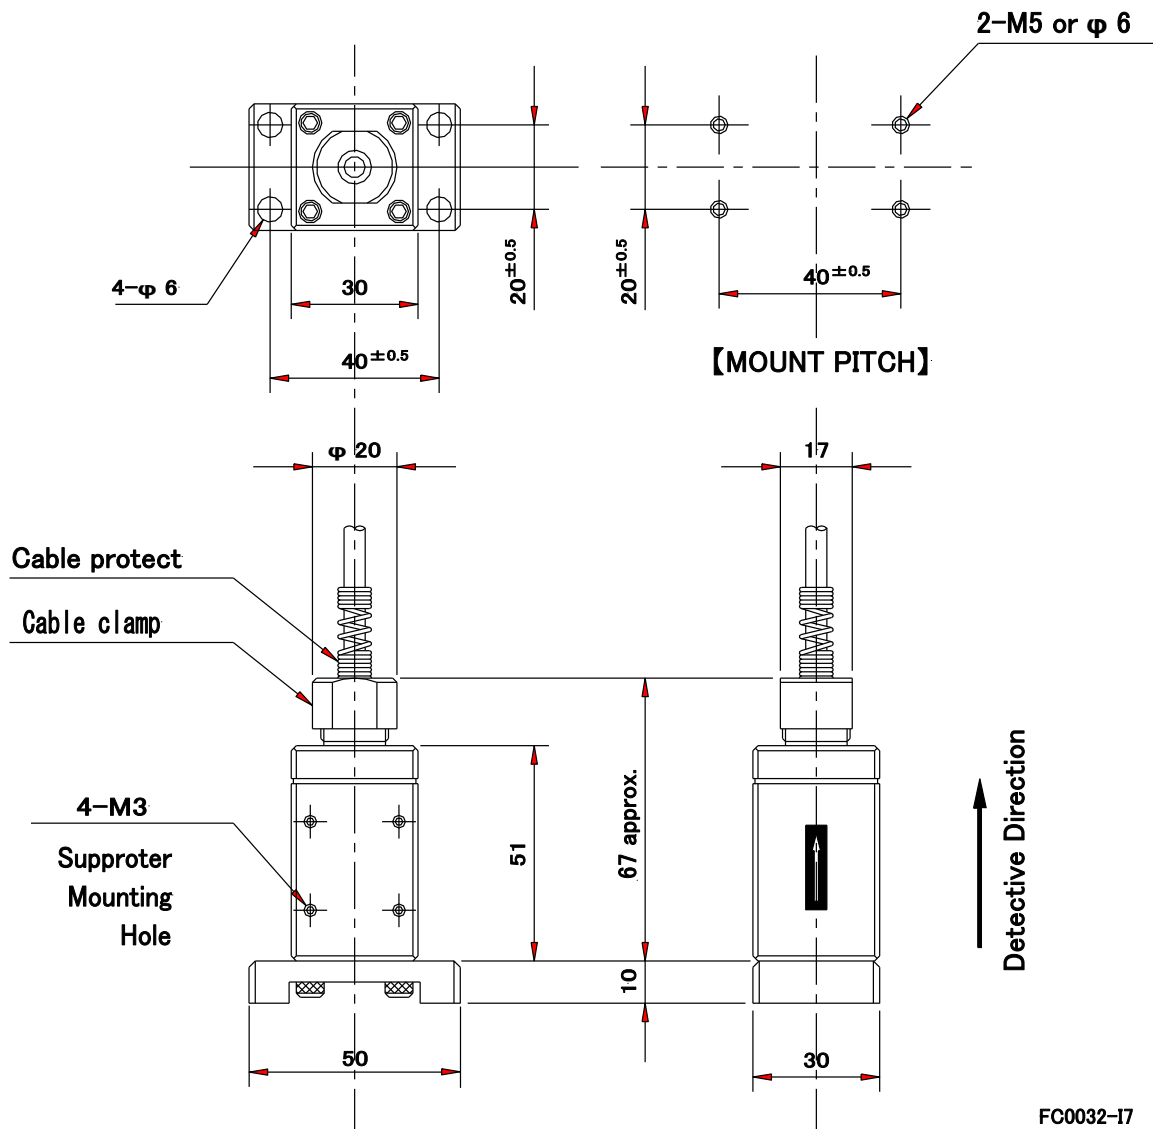 2-M5 or φ 6
4-φ 6
30
40±0.5
20±0.5
20±0.5
40±0.5
【MOUNT PITCH】
φ 20
17
Cable protect
Cable clamp
4-M3
Supproter
Mounting
Hole
51
67 approx.
10
Detective Direction
50
30
FC0032-I7